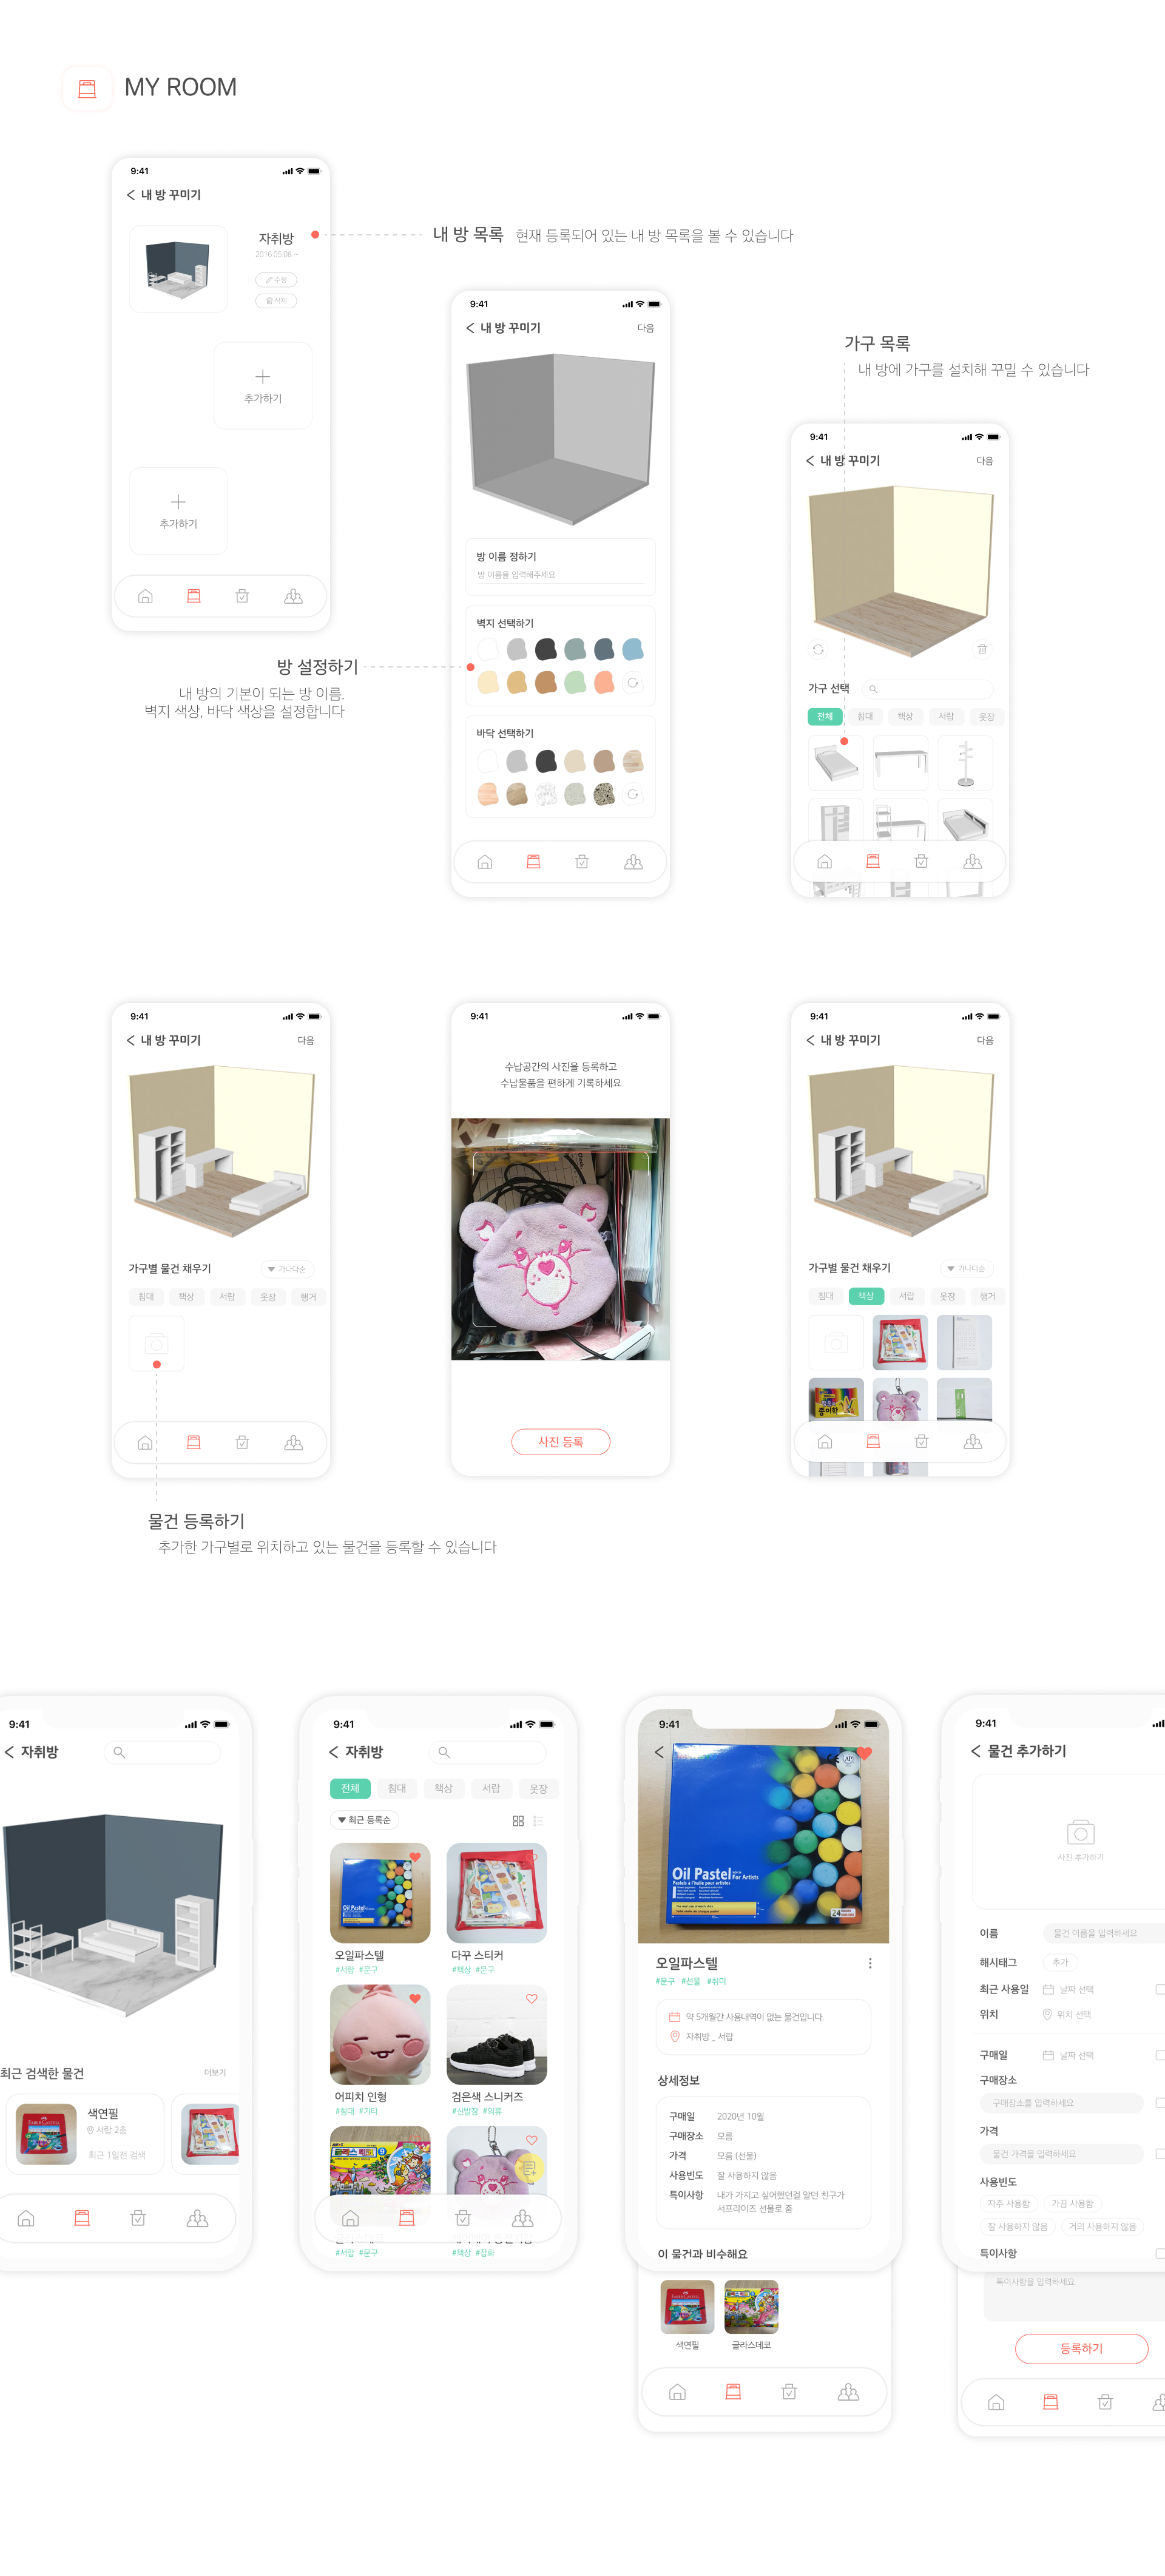 MY ROOM
9:41
내 방 꾸미기
자취방
2016.05.08 ~
수정
삭제
추가하기
추가하기
내 방 목록 현재 등록되어 있는 내 방 목록을 볼 수 있습니다
9:41
내 방 꾸미기 다음
방 이름 정하기
방 이름을 입력해주세요
벽지 선택하기
바닥 선택하기
방 설정하기
내 방의 기본이 되는 방 이름,
벽지 색상, 바닥 색상을 설정합니다
가구 목록
내 방에 가구를 설치해 꾸밀 수 있습니다
9:41
내 방 꾸미기 다음
가구 선택
전체 침대 책상 서랍 옷장
9:41
내 방 꾸미기 다음
가구별 물건 채우기 가나다순
침대 책상 서랍 옷장 행거
물건 등록하기
추가한 가구별로 위치하고 있는 물건을 등록할 수 있습니다
9:41
수납공간의 사진을 등록하고
수납물품을 편하게 기록하세요
사진 등록
9:41
내 방 꾸미기 다음
가구별 물건 채우기 가나다순
침대 책상 서랍 옷장 행거
종이학
9:41
자취방
최근 검색한 물건 더보기
색연필
서랍 2층
최근 1일전 검색
9:41
자취방
전체 침대 책상 서랍 옷장
최근 등록순
Oil Pastel
오일파스텔
#서랍 #문구
다꾸 스티커
#책상 #문구
어피치 인형
#침대 #기타
검은색 스니커즈
#신발장 #의류
#서랍 #문구
#책상 #잡화
9:41
Oil Pastel For Artists
24
오일파스텔
#문구 #선물 #취미
약 5개월간 사용내역이 없는 물건입니다.
자취방 _ 서랍
상세정보
구매일 2020년 10월
구매장소 모름
가격 모름 (선물)
사용빈도 잘 사용하지 않음
특이사항 내가 가지고 싶어했던걸 알던 친구가
서프라이즈 선물로 줌
이 물건과 비슷해요
색연필 글라스데코
9:41
물건 추가하기
사진 추가하기
이름 물건 이름을 입력하세요
해시태그 추가
최근 사용일 날짜 선택
위치 위치 선택
구매일 날짜 선택
구매장소
구매장소를 입력하세요
가격
물건 가격을 입력하세요
사용빈도
자주 사용함 가끔 사용함
잘 사용하지 않음 거의 사용하지 않음
특이사항
특이사항을 입력하세요
등록하기